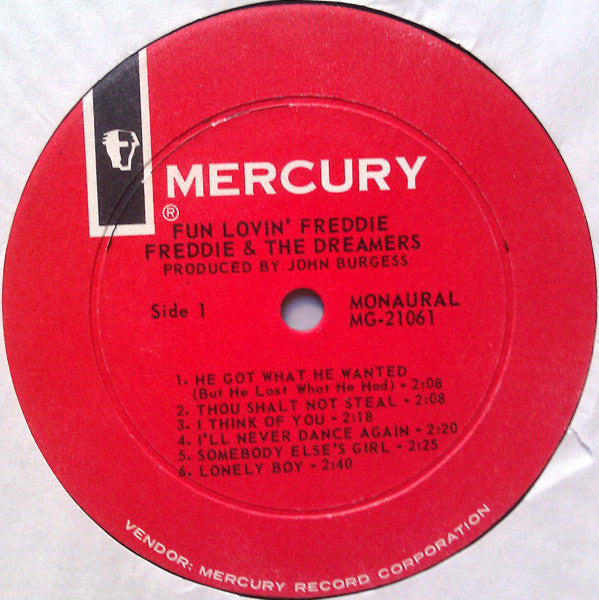 MERCURY
®
FUN LOVIN' FREDDIE
FREDDIE & THE DREAMERS
PRODUCED BY JOHN BURGESS
Side 1
MONAURAL
MG-21061
1. HE GOT WHAT HE WANTED
(But He Lost What He Had) - 2:08
2. THOU SHALT NOT STEAL - 2:08
3. I THINK OF YOU - 2:18
4. I'LL NEVER DANCE AGAIN - 2:20
5. SOMEBODY ELSE'S GIRL - 2:25
6. LONELY BOY - 2:40
VENDOR: MERCURY RECORD CORPORATION